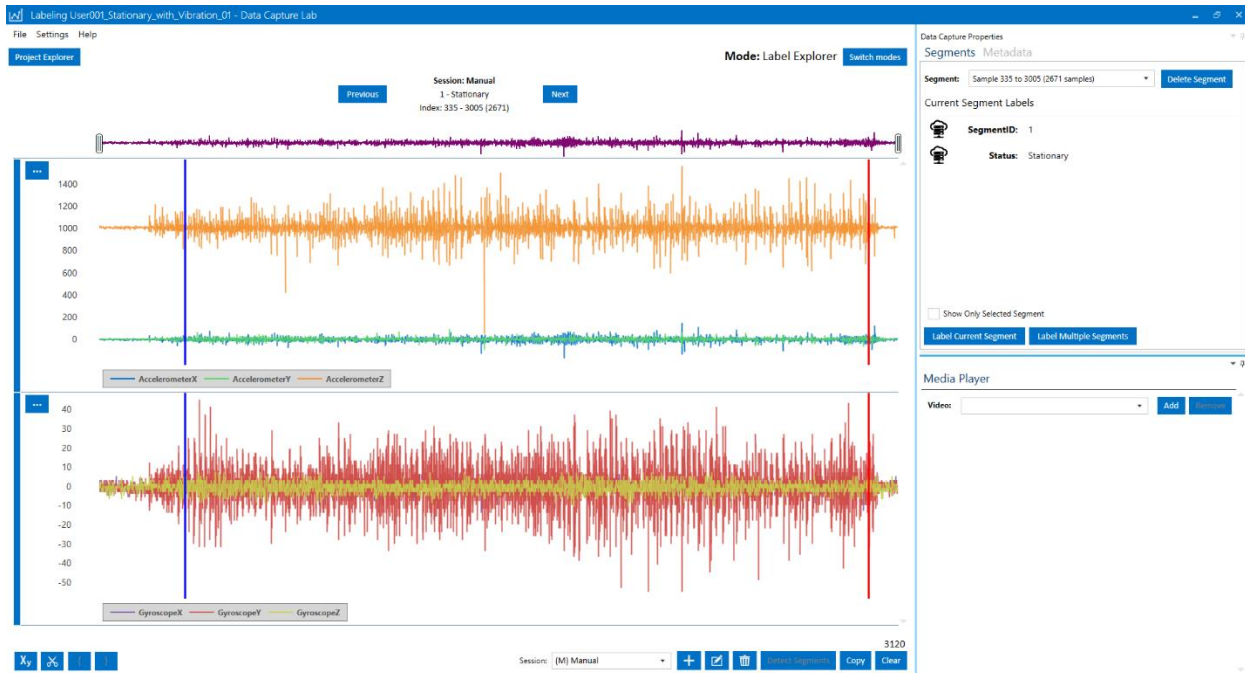 Labeling User001_Stationary_with_Vibration_01 - Data Capture Lab
File Settings Help
Project Explorer
Mode: Label Explorer
Switch modes
Previous
Session: Manual
1 - Stationary
Index: 335 - 3005 (2671)
Next
...
1400
1200
1000
800
600
400
200
0
AccelerometerX AccelerometerY AccelerometerZ
...
40
30
20
10
0
-10
-20
-30
-40
-50
GyroscopeX GyroscopeY GyroscopeZ
3120
Xy
{ }
Session: (M) Manual
Detect Segments
Copy
Clear
Data Capture Properties
Segments Metadata
Segment: Sample 335 to 3005 (2671 samples)
Delete Segment
Current Segment Labels
SegmentID: 1
Status: Stationary
Show Only Selected Segment
Label Current Segment
Label Multiple Segments
Media Player
Video:
Add
Remove